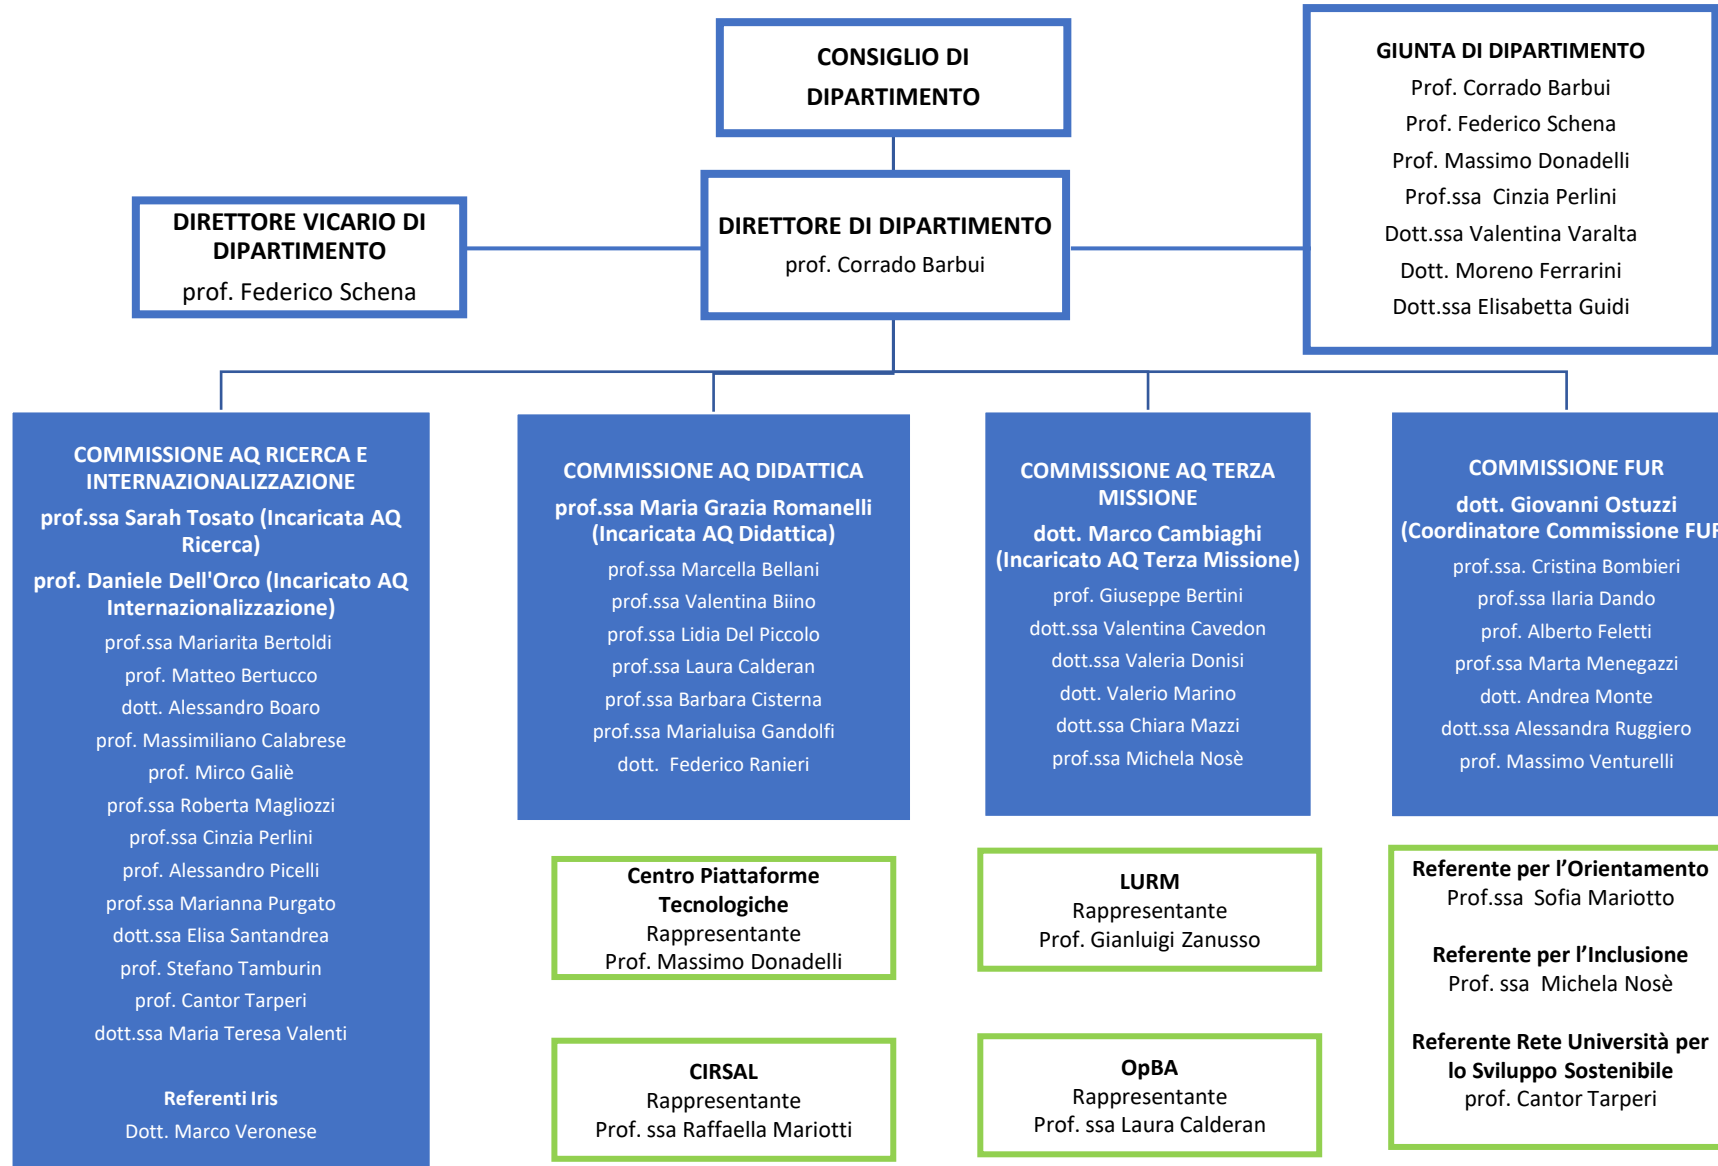 CONSIGLIO DI
DIPARTIMENTO
GIUNTA DI DIPARTIMENTO
Prof. Corrado Barbui
Prof. Federico Schena
Prof. Massimo Donadelli
Prof.ssa Cinzia Perlini
Dott.ssa Valentina Varalta
Dott. Moreno Ferrarini
Dott.ssa Elisabetta Guidi
DIRETTORE VICARIO DI
DIPARTIMENTO
prof. Federico Schena
DIRETTORE DI DIPARTIMENTO
prof. Corrado Barbui
COMMISSIONE AQ RICERCA E
INTERNAZIONALIZZAZIONE
prof.ssa Sarah Tosato (Incaricata AQ
Ricerca)
prof. Daniele Dell'Orco (Incaricato AQ
Internazionalizzazione)
prof.ssa Mariarita Bertoldi
prof. Matteo Bertucco
dott. Alessandro Boaro
prof. Massimiliano Calabrese
prof. Mirco Galiè
prof.ssa Roberta Magliozzi
prof.ssa Cinzia Perlini
prof. Alessandro Picelli
prof.ssa Marianna Purgato
dott.ssa Elisa Santandrea
prof. Stefano Tamburin
prof. Cantor Tarperi
dott.ssa Maria Teresa Valenti
Referenti Iris
Dott. Marco Veronese
COMMISSIONE AQ DIDATTICA
prof.ssa Maria Grazia Romanelli
(Incaricata AQ Didattica)
prof.ssa Marcella Bellani
prof.ssa Valentina Biino
prof.ssa Lidia Del Piccolo
prof.ssa Laura Calderan
prof.ssa Barbara Cisterna
prof.ssa Marialuisa Gandolfi
dott. Federico Ranieri
COMMISSIONE AQ TERZA
MISSIONE
dott. Marco Cambiaghi
(Incaricato AQ Terza Missione)
prof. Giuseppe Bertini
dott.ssa Valentina Cavedon
dott.ssa Valeria Donisi
dott. Valerio Marino
dott.ssa Chiara Mazzi
prof.ssa Michela Nosè
COMMISSIONE FUR
dott. Giovanni Ostuzzi
(Coordinatore Commissione FUR
prof.ssa. Cristina Bombieri
prof.ssa Ilaria Dando
prof. Alberto Feletti
prof.ssa Marta Menegazzi
dott. Andrea Monte
dott.ssa Alessandra Ruggiero
prof. Massimo Venturelli
Centro Piattaforme
Tecnologiche
Rappresentante
Prof. Massimo Donadelli
LURM
Rappresentante
Prof. Gianluigi Zanusso
CIRSAL
Rappresentante
Prof. ssa Raffaella Mariotti
OpBA
Rappresentante
Prof. ssa Laura Calderan
Referente per l’Orientamento
Prof.ssa Sofia Mariotto
Referente per l’Inclusione
Prof. ssa Michela Nosè
Referente Rete Università per
lo Sviluppo Sostenibile
prof. Cantor Tarperi